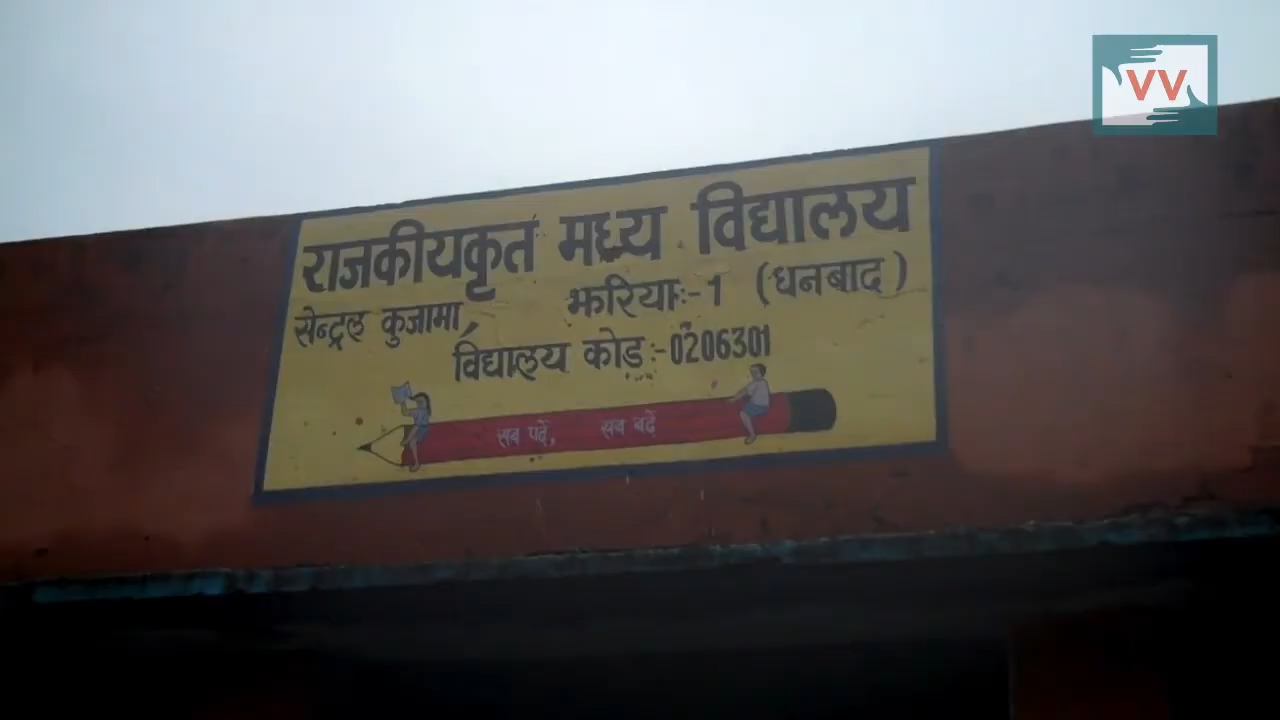 VV
राजकीयकृत मध्य विद्यालय
सेन्ट्रल कुजामा, झरिया:-1 (धनबाद)
विद्यालय कोड :-0206301
सब पढ़ें, सब बढ़ें